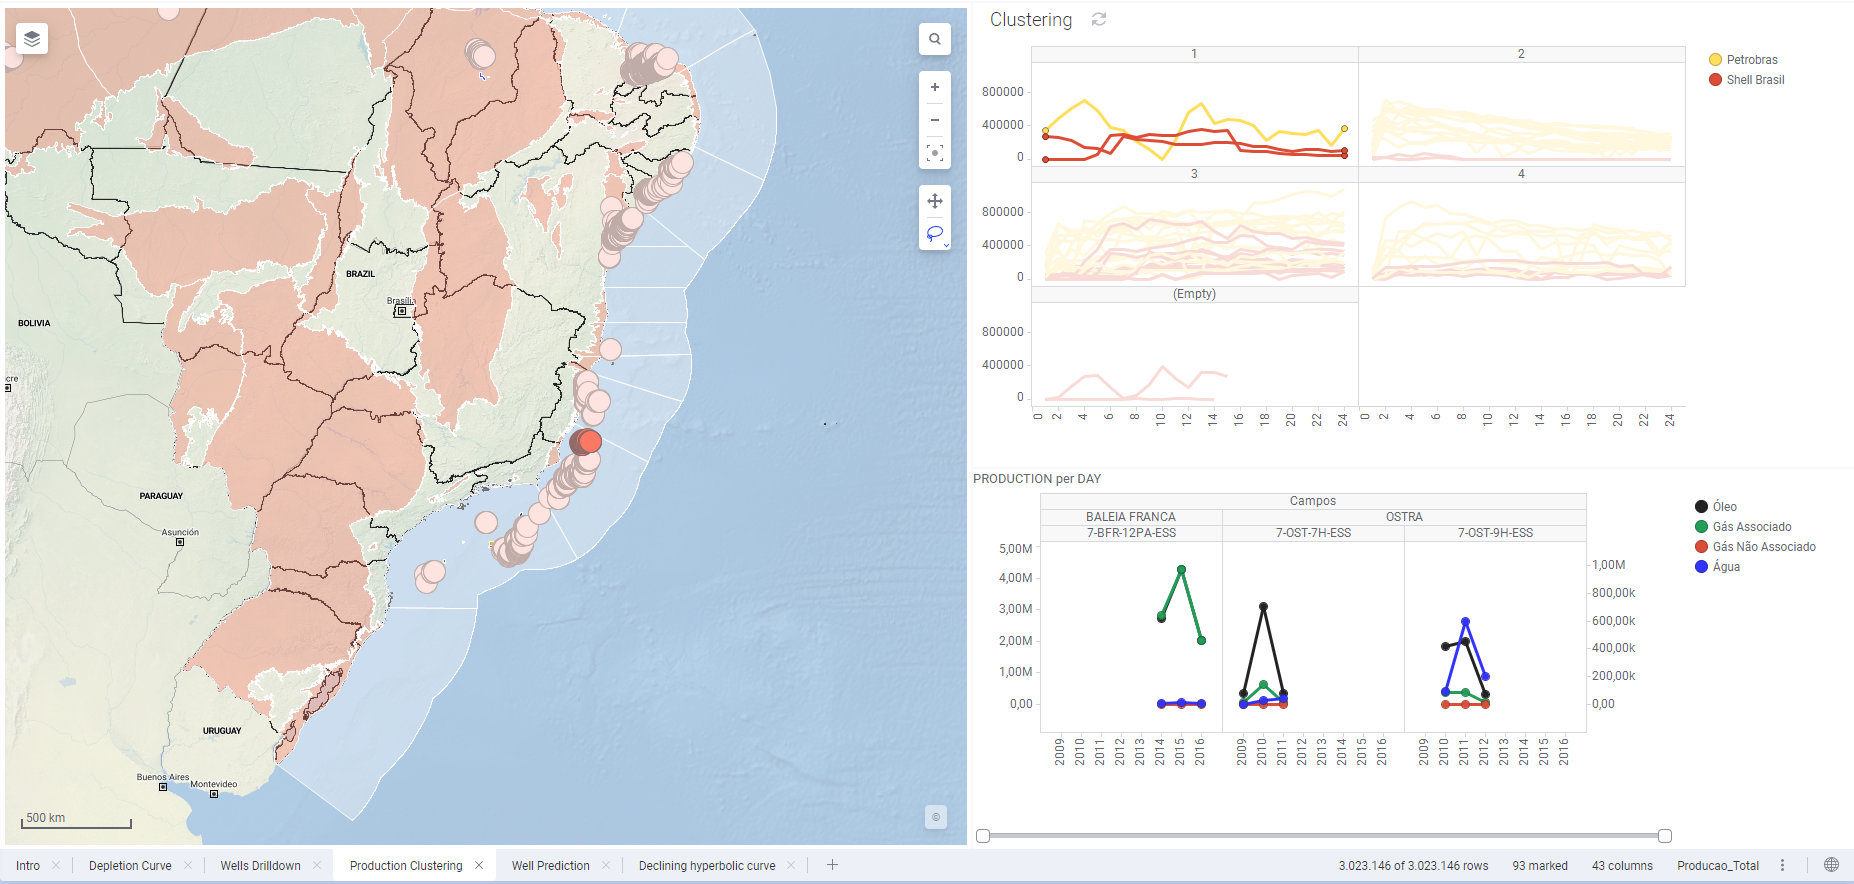 BRAZIL
Brasília
BOLIVIA
cre
PARAGUAY
Asunción
URUGUAY
Buenos Aires
Montevideo
500 km
©
Clustering
1
2
800000
400000
0
3
4
800000
400000
0
(Empty)
800000
400000
0
0 2 4 6 8 10 12 14 16 18 20 22 24 0 2 4 6 8 10 12 14 16 18 20 22 24
Petrobras
Shell Brasil
PRODUCTION per DAY
Campos
BALEIA FRANCA
OSTRA
7-BFR-12PA-ESS
7-OST-7H-ESS
7-OST-9H-ESS
5,00M
4,00M
3,00M
2,00M
1,00M
0,00
1,00M
800,00k
600,00k
400,00k
200,00k
0,00
2009 2010 2011 2012 2013 2014 2015 2016 2009 2010 2011 2012 2013 2014 2015 2016 2009 2010 2011 2012 2013 2014 2015 2016
Óleo
Gás Associado
Gás Não Associado
Água
Intro
Depletion Curve
Wells Drilldown
Production Clustering
Well Prediction
Declining hyperbolic curve
3.023.146 of 3.023.146 rows
93 marked
43 columns
Producao_Total